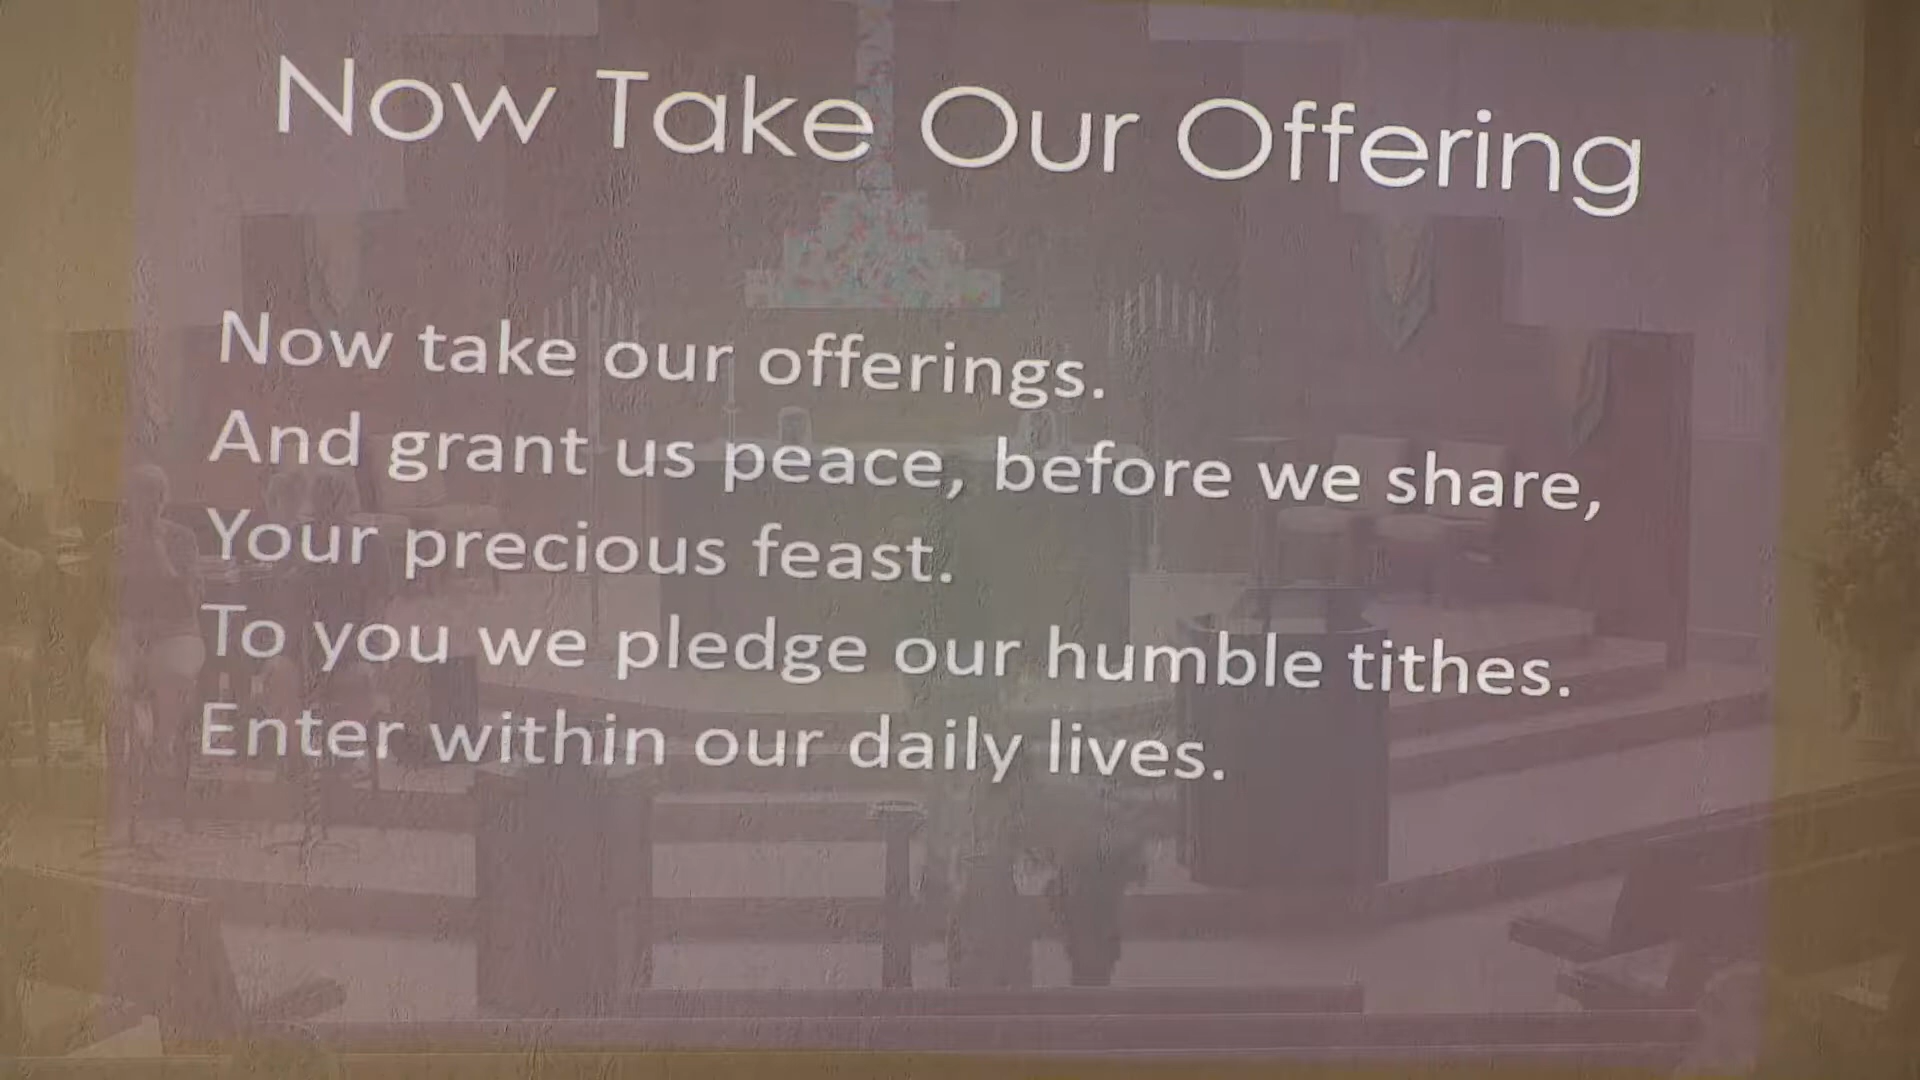 Now Take Our Offering
Now take our offerings.
And grant us peace, before we share,
Your precious feast.
To you we pledge our humble tithes.
Enter within our daily lives.